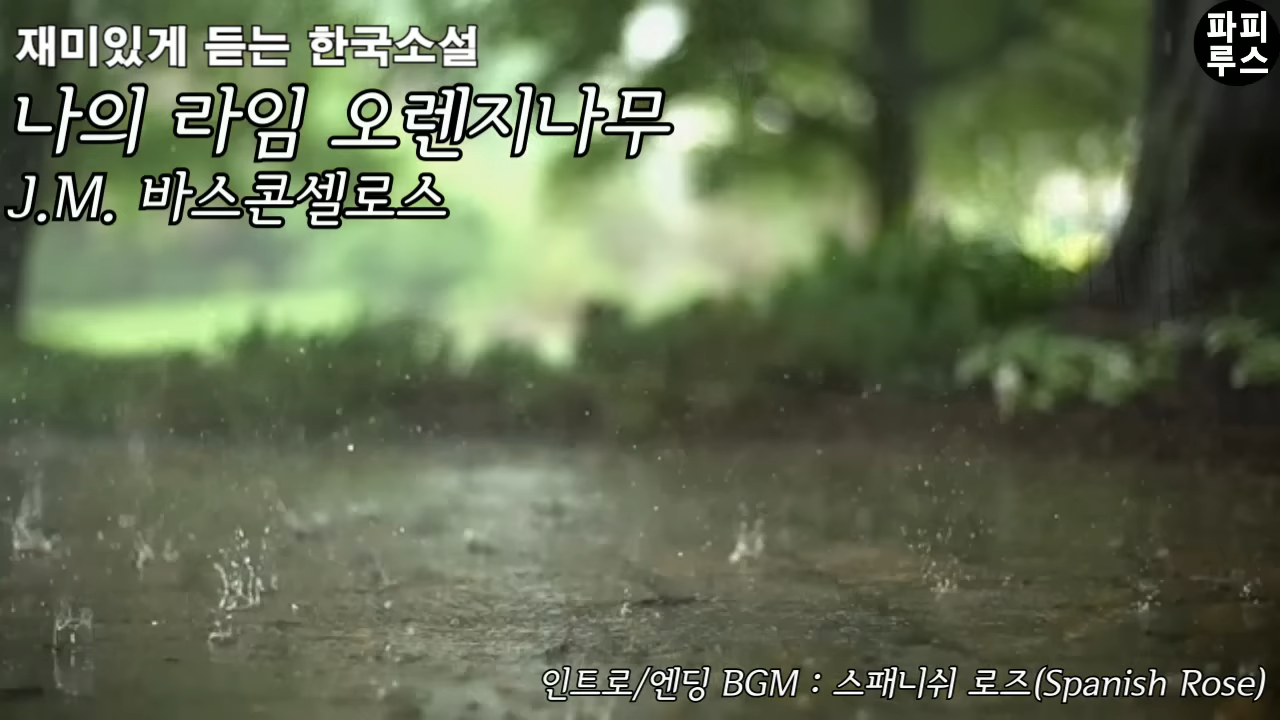 재미있게 듣는 한국소설
파피
루스
나의 라임 오렌지나무
J.M. 바스콘셀로스
인트로/엔딩 BGM : 스패니쉬 로즈(Spanish Rose)